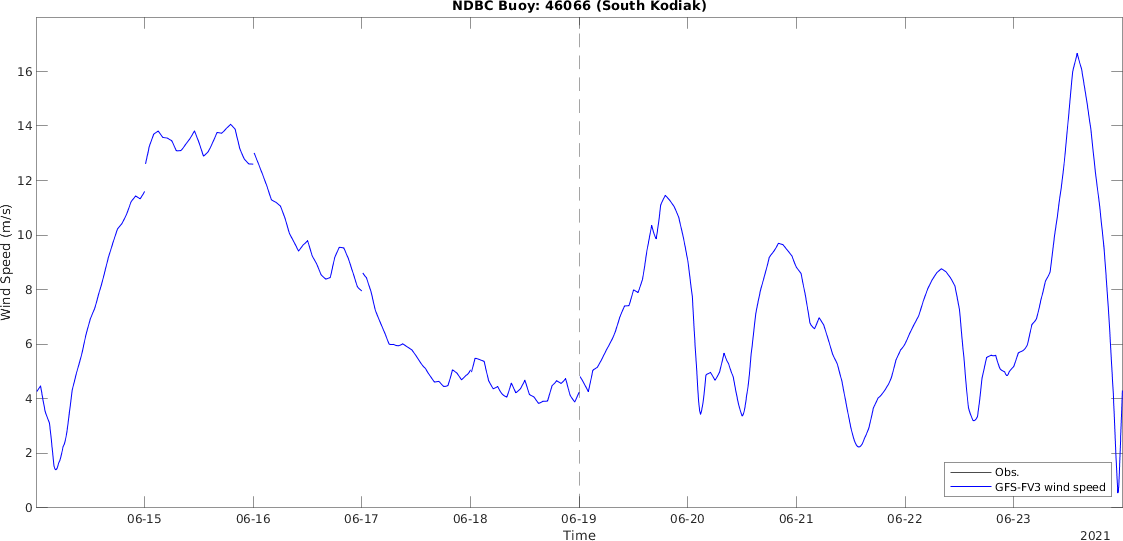 NDBC Buoy: 46066 (South Kodiak)
Wind Speed (m/s)
16
14
12
10
8
6
4
2
0
Obs.
GFS-FV3 wind speed
06-15 06-16 06-17 06-18 06-19 06-20 06-21 06-22 06-23
Time
2021